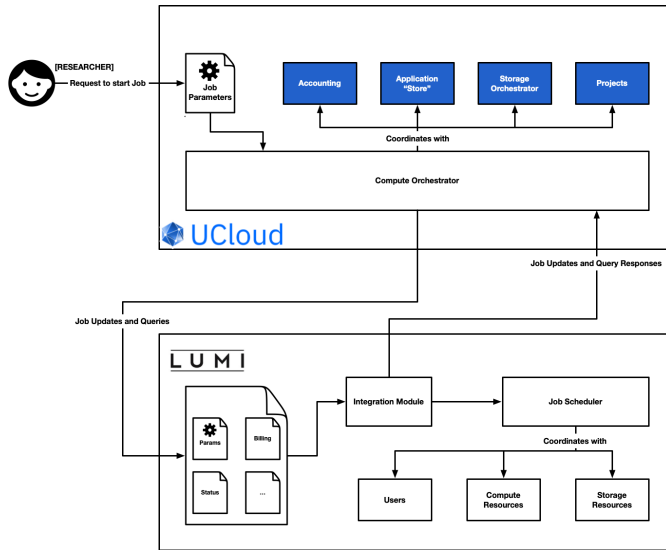 [RESEARCHER]
Request to start Job
Job
Parameters
Accounting
Application
“Store”
Storage
Orchestrator
Projects
Coordinates with
Compute Orchestrator
UCloud
Job Updates and Query Responses
Job Updates and Queries
LUMI
Params
Billing
Status
...
Integration Module
Job Scheduler
Coordinates with
Users
Compute
Resources
Storage
Resources